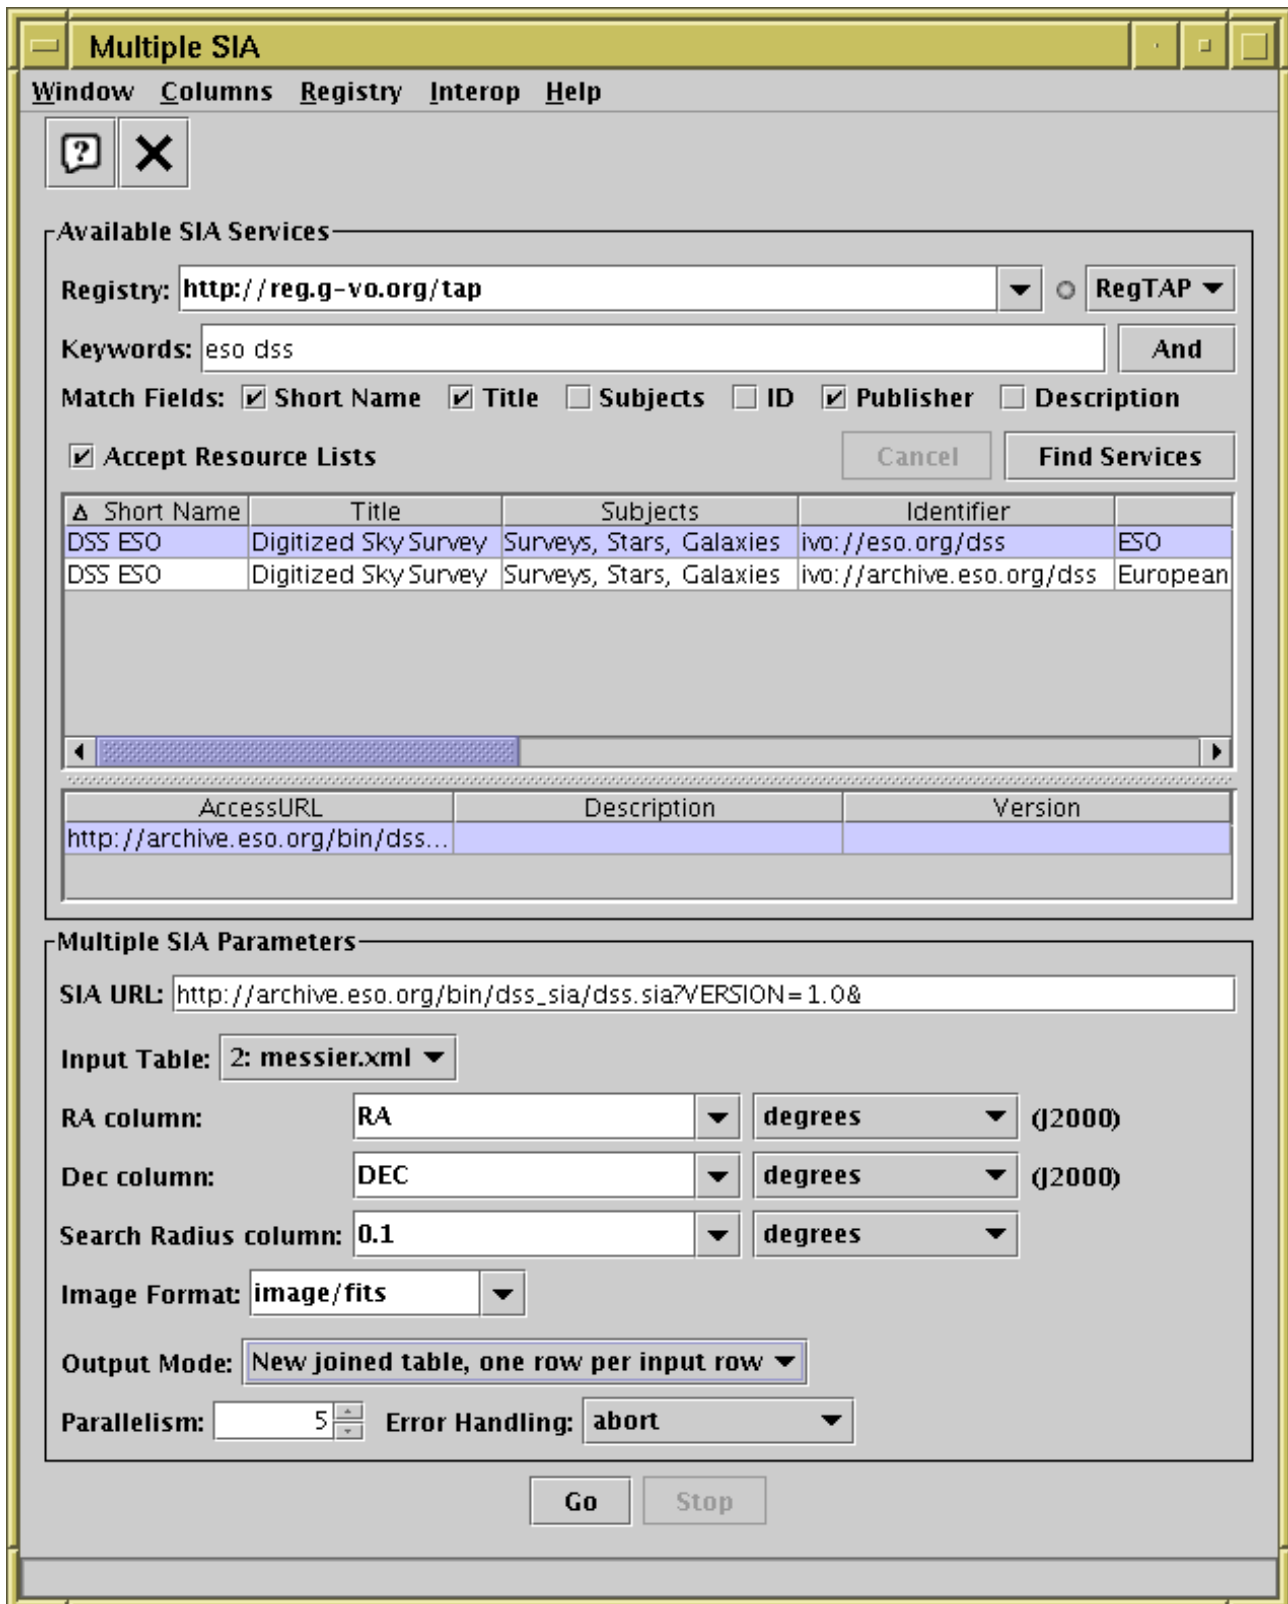 Multiple SIA
Window Columns Registry Interop Help
Available SIA Services
Registry: http://reg.g-vo.org/tap RegTAP
Keywords: eso dss And
Match Fields: Short Name Title Subjects ID Publisher Description
Accept Resource Lists Cancel Find Services
Short Name Title Subjects Identifier
DSS ESO Digitized Sky Survey Surveys, Stars, Galaxies ivo://eso.org/dss ESO
DSS ESO Digitized Sky Survey Surveys, Stars, Galaxies ivo://archive.eso.org/dss European
AccessURL Description Version
http://archive.eso.org/bin/dss...
Multiple SIA Parameters
SIA URL: http://archive.eso.org/bin/dss_sia/dss.sia?VERSION=1.0&
Input Table: 2: messier.xml
RA column: RA degrees (J2000)
Dec column: DEC degrees (J2000)
Search Radius column: 0.1 degrees
Image Format: image/fits
Output Mode: New joined table, one row per input row
Parallelism: 5 Error Handling: abort
Go Stop